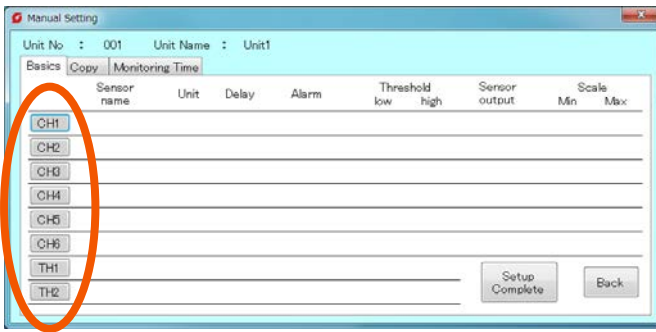 Manual Setting
Unit No : 001 Unit Name : Unit1
Basics Copy Monitoring Time
Sensor name Unit Delay Alarm Threshold low high Sensor output Scale Min Max
CH1
CH2
CH3
CH4
CH5
CH6
TH1
TH2
Setup Complete
Back